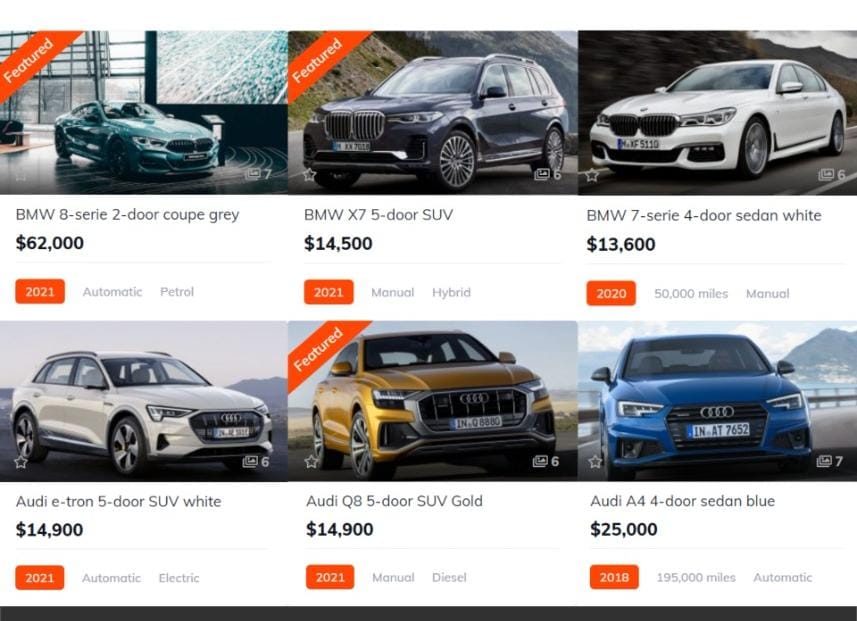 Featured
7
BMW 8-serie 2-door coupe grey
$62,000
2021 Automatic Petrol
Featured
M XX 7018
6
BMW X7 5-door SUV
$14,500
2021 Manual Hybrid
M XF 5110
6
BMW 7-serie 4-door sedan white
$13,600
2020 50,000 miles Manual
6
Audi e-tron 5-door SUV white
$14,900
2021 Automatic Electric
Featured
IN Q 8880
6
Audi Q8 5-door SUV Gold
$14,900
2021 Manual Diesel
IN AT 7652
7
Audi A4 4-door sedan blue
$25,000
2018 195,000 miles Automatic